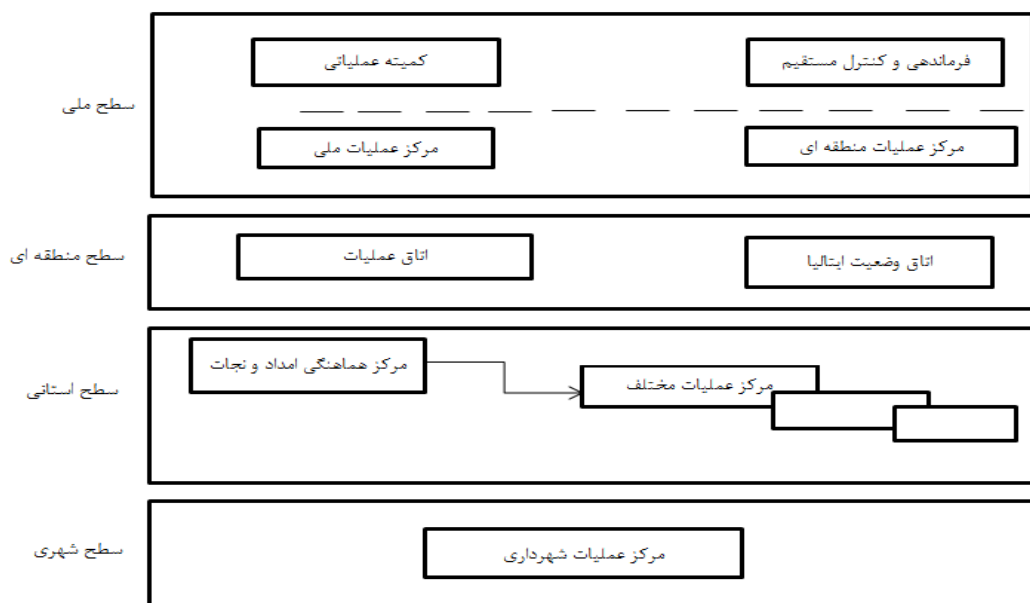 فرماندهی و کنترل مستقیم
کمیته عملیاتی
سطح ملی
مرکز عملیات منطقه ای
مرکز عملیات ملی
سطح منطقه ای
اتاق وضعیت ایتالیا
اتاق عملیات
سطح استانی
مرکز هماهنگی امداد و نجات
مرکز عملیات مختلف
سطح شهری
مرکز عملیات شهرداری